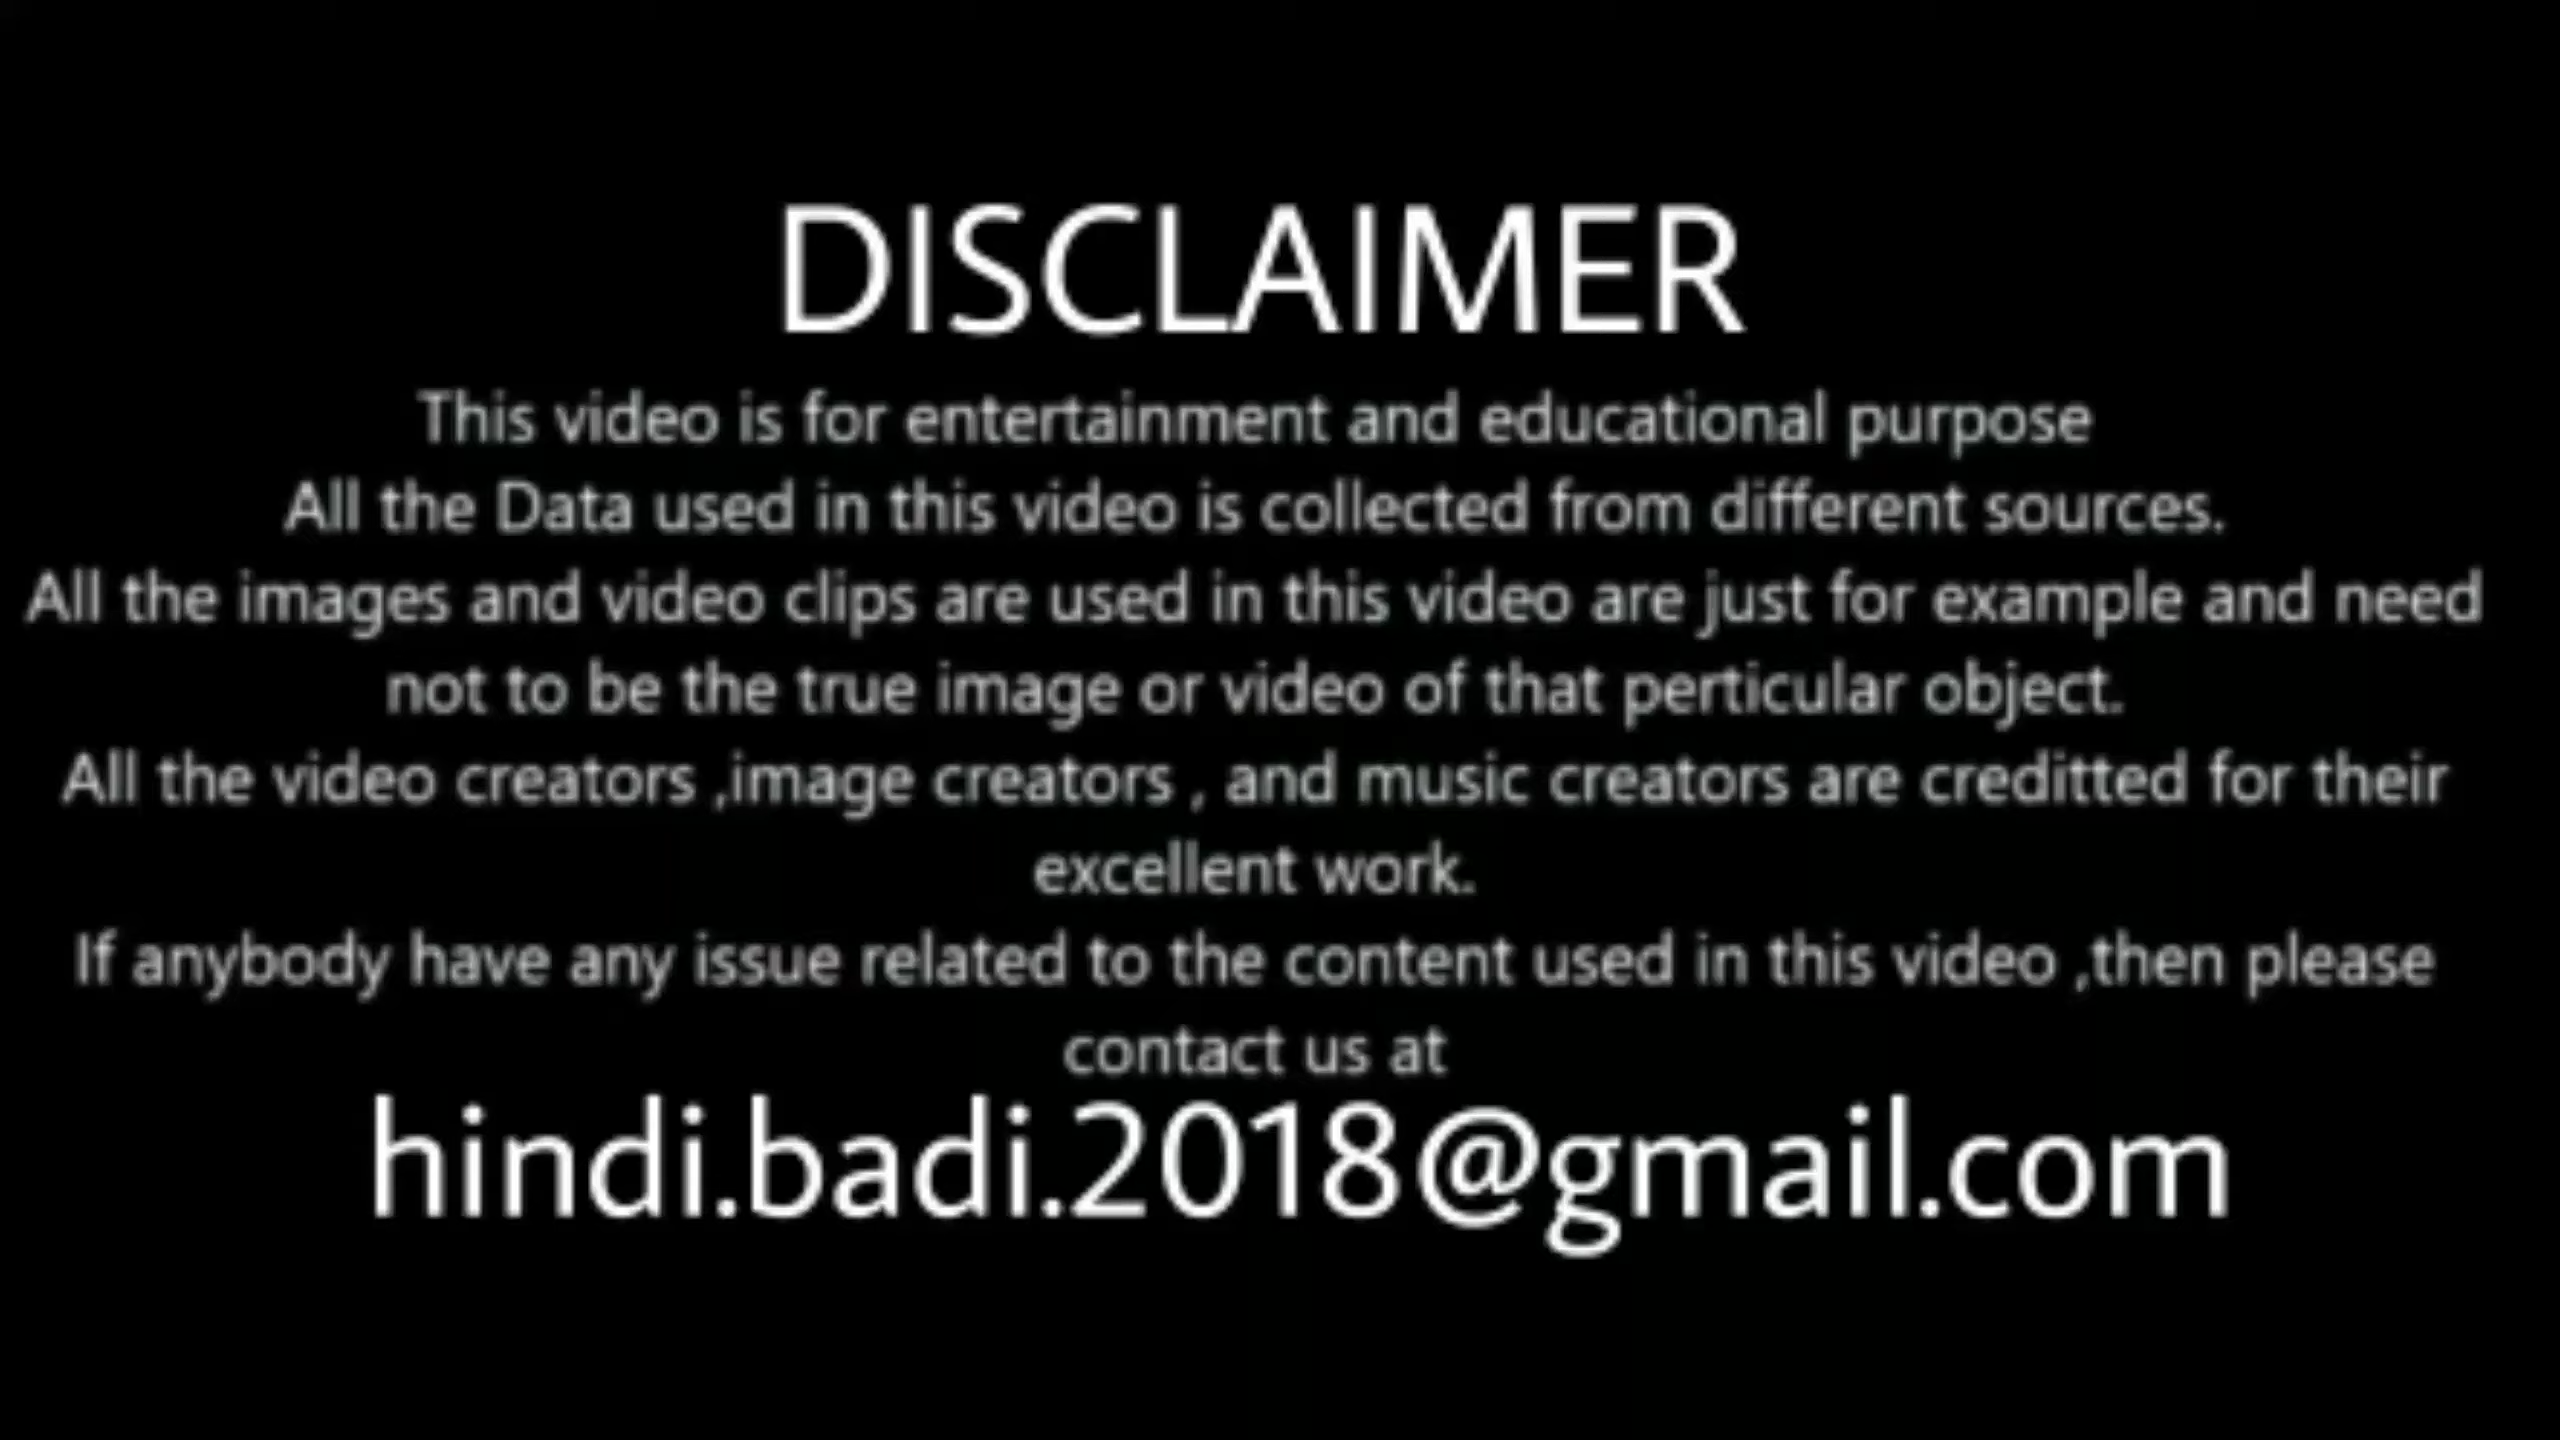 DISCLAIMER
This video is for entertainment and educational purpose
All the Data used in this video is collected from different sources.
All the images and video clips are used in this video are just for example and need
not to be the true image or video of that perticular object.
All the video creators ,image creators , and music creators are creditted for their
excellent work.
If anybody have any issue related to the content used in this video ,then please
contact us at
hindi.badi.2018@gmail.com